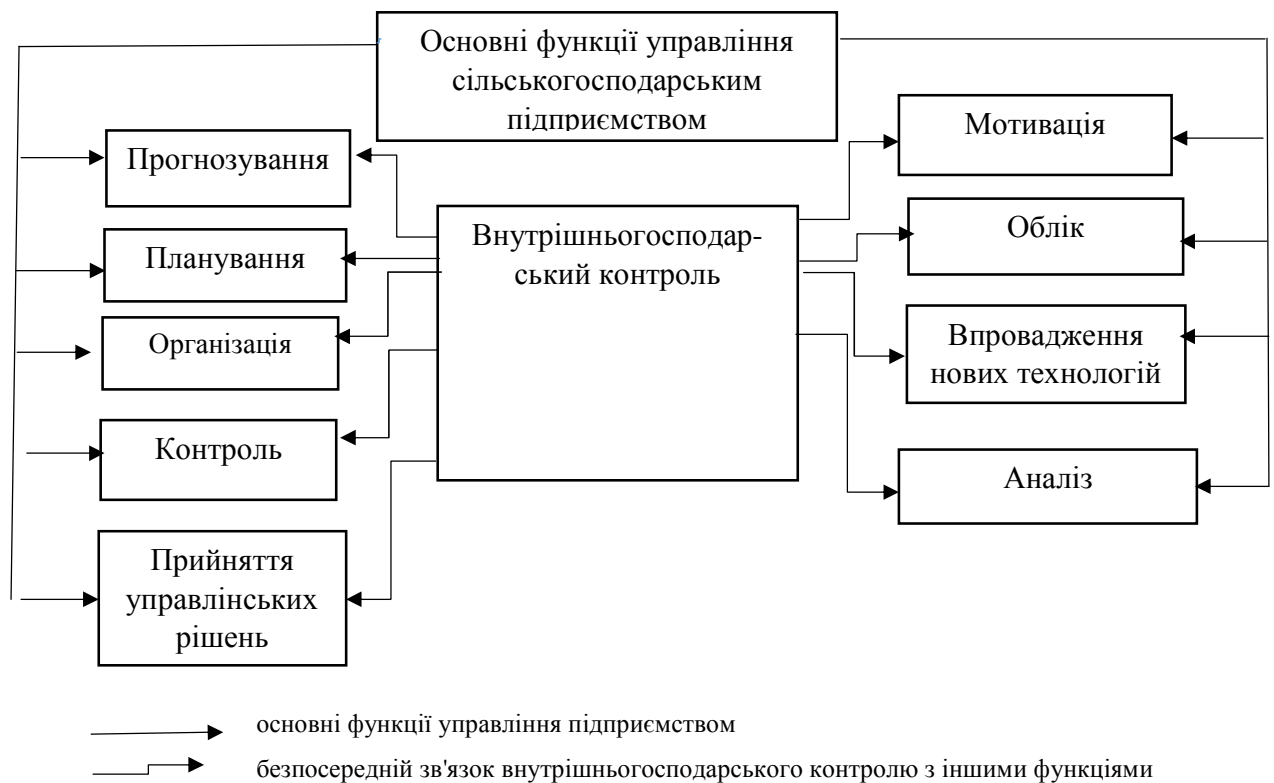 Основні функції управління
сільськогосподарським
підприємством
Прогнозування
Планування
Організація
Контроль
Прийняття
управлінських
рішень
Внутрішньогосподар-
ський контроль
Мотивація
Облік
Впровадження
нових технологій
Аналіз
основні функції управління підприємством
безпосередній зв'язок внутрішньогосподарського контролю з іншими функціями